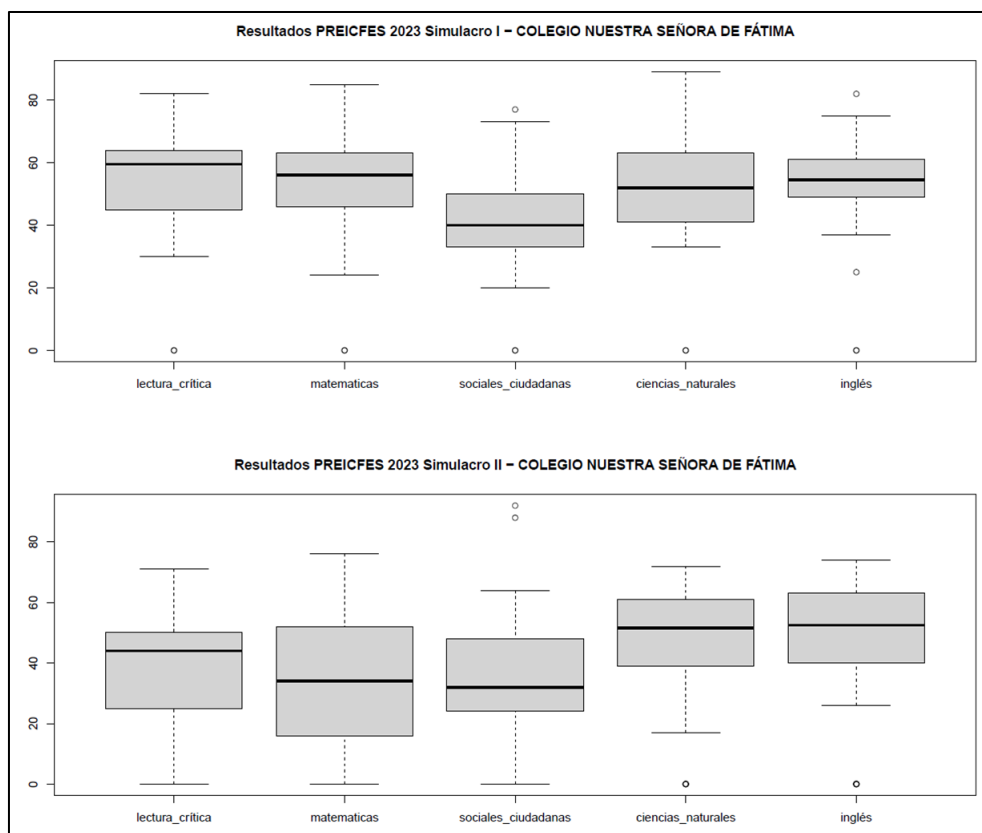 Resultados PREICFES 2023 Simulacro I − COLEGIO NUESTRA SEÑORA DE FÁTIMA
80
60
40
20
0
lectura_crítica matematicas sociales_ciudadanas ciencias_naturales inglés
Resultados PREICFES 2023 Simulacro II − COLEGIO NUESTRA SEÑORA DE FÁTIMA
80
60
40
20
0
lectura_crítica matematicas sociales_ciudadanas ciencias_naturales inglés